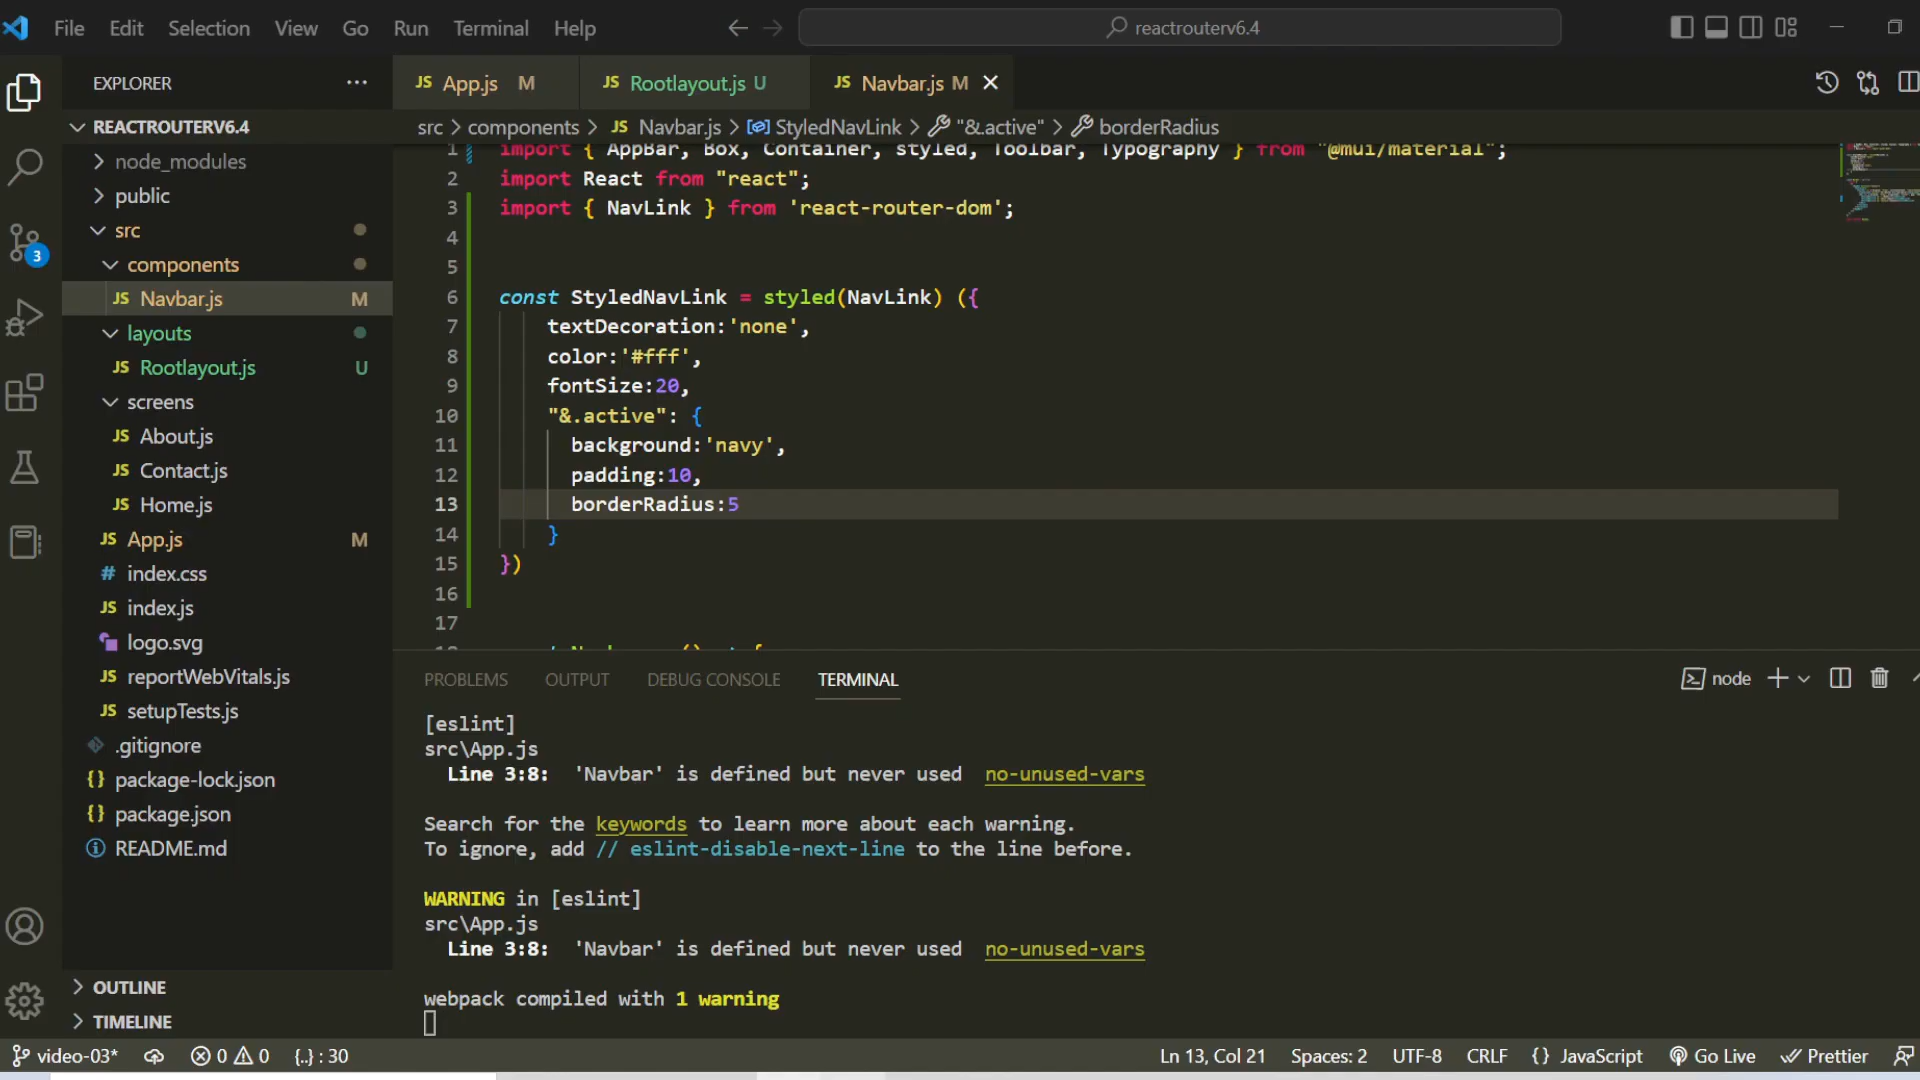 File Edit Selection View Go Run Terminal Help
reactrouterv6.4
EXPLORER
REACTROUTERV6.4
node_modules
public
src
components
JS Navbar.js M
layouts
JS Rootlayout.js U
screens
JS About.js
JS Contact.js
JS Home.js
JS App.js M
# index.css
JS index.js
logo.svg
JS reportWebVitals.js
JS setupTests.js
.gitignore
{} package-lock.json
{} package.json
README.md
OUTLINE
TIMELINE
3
JS App.js M
JS Rootlayout.js U
JS Navbar.js M
src > components > JS Navbar.js > StyledNavLink > "&.active" > borderRadius
1 import { AppBar, Box, Container, styled, Toolbar, Typography } from "@mui/material";
2 import React from "react";
3 import { NavLink } from 'react-router-dom';
4
5
6 const StyledNavLink = styled(NavLink) ({
7 textDecoration:'none',
8 color:'#fff',
9 fontSize:20,
10 "&.active": {
11 background:'navy',
12 padding:10,
13 borderRadius:5
14 }
15 })
16
17
PROBLEMS OUTPUT DEBUG CONSOLE TERMINAL
node
[eslint]
src\App.js
Line 3:8: 'Navbar' is defined but never used no-unused-vars
Search for the keywords to learn more about each warning.
To ignore, add // eslint-disable-next-line to the line before.
WARNING in [eslint]
src\App.js
Line 3:8: 'Navbar' is defined but never used no-unused-vars
webpack compiled with 1 warning
video-03* 0 0 {..} : 30 Ln 13, Col 21 Spaces: 2 UTF-8 CRLF {} JavaScript Go Live Prettier